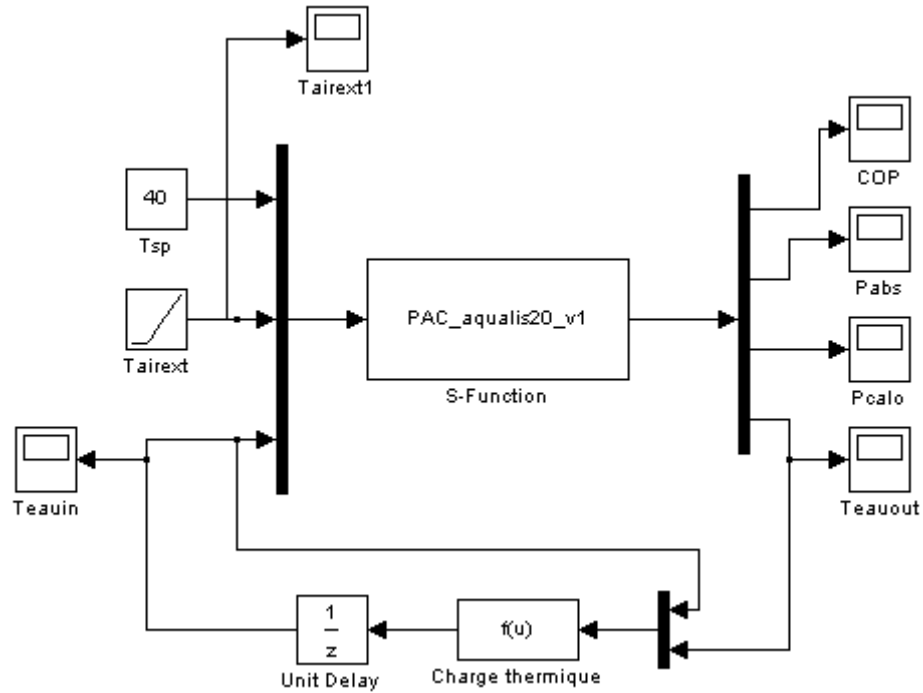 Tairext1
COP
40
Tsp
Pabs
PAC_aqualis20_v1
Tairext
S-Function
Pcalo
Teauin
Teauout
1
z
f(u)
Unit Delay
Charge thermique